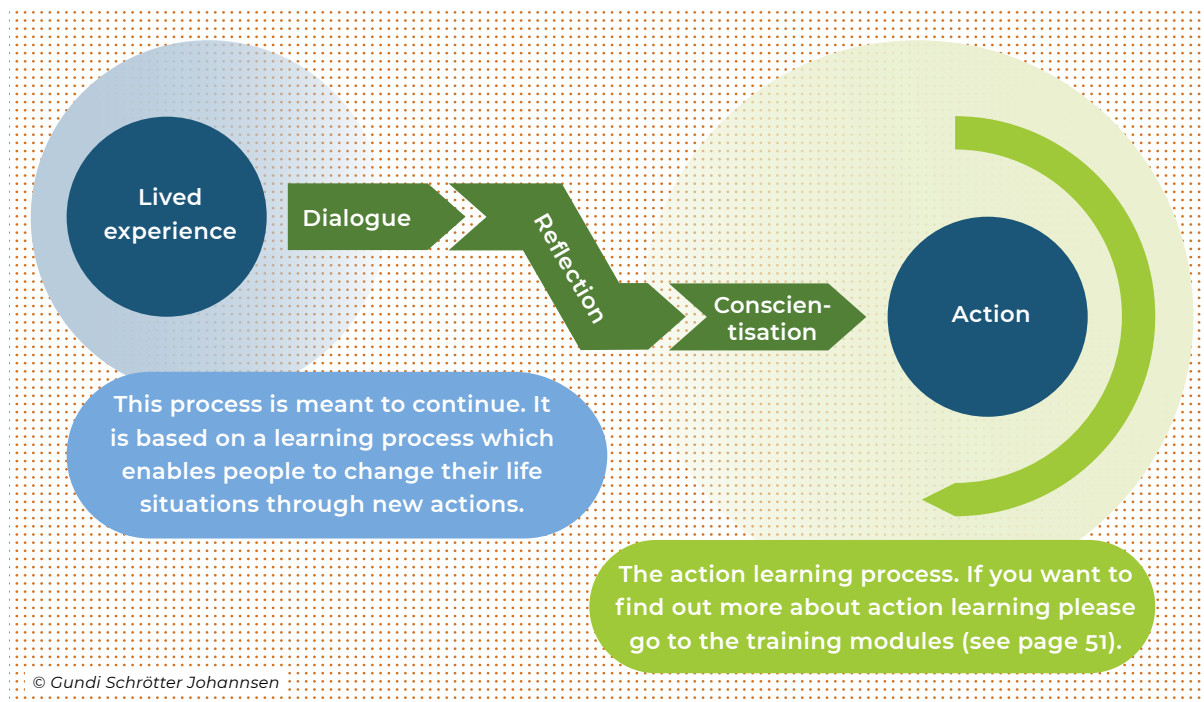 Lived
experience
Dialogue
Reflection
Conscien-
tisation
Action
This process is meant to continue. It
is based on a learning process which
enables people to change their life
situations through new actions.
The action learning process. If you want to
find out more about action learning please
go to the training modules (see page 51).
© Gundi Schrötter Johannsen